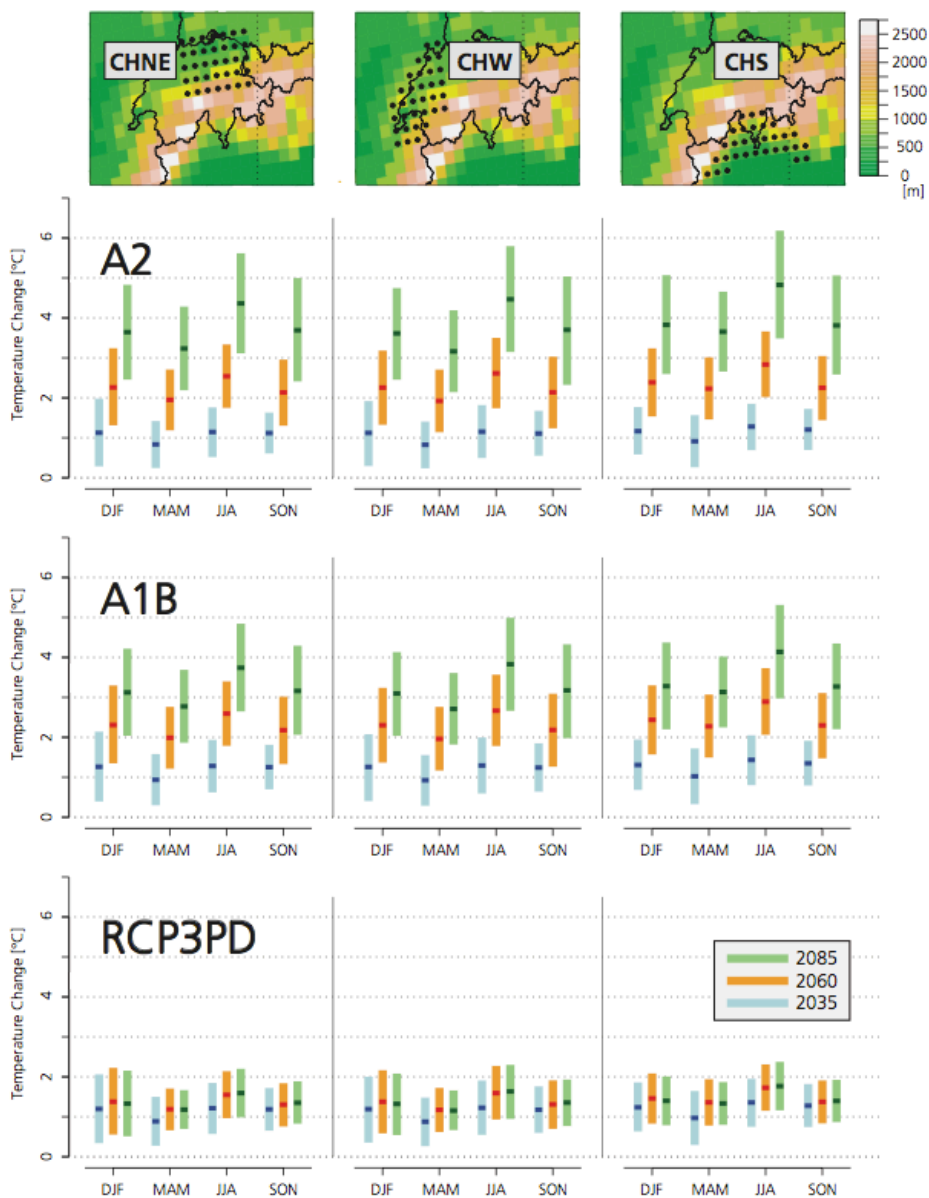 CHNE
CHW
CHS
2500
2000
1500
1000
500
0
[m]
Temperature Change [°C]
0 2 4 6
A2
DJF MAM JJA SON DJF MAM JJA SON DJF MAM JJA SON
Temperature Change [°C]
0 2 4 6
A1B
DJF MAM JJA SON DJF MAM JJA SON DJF MAM JJA SON
Temperature Change [°C]
0 2 4 6
RCP3PD
2085
2060
2035
DJF MAM JJA SON DJF MAM JJA SON DJF MAM JJA SON